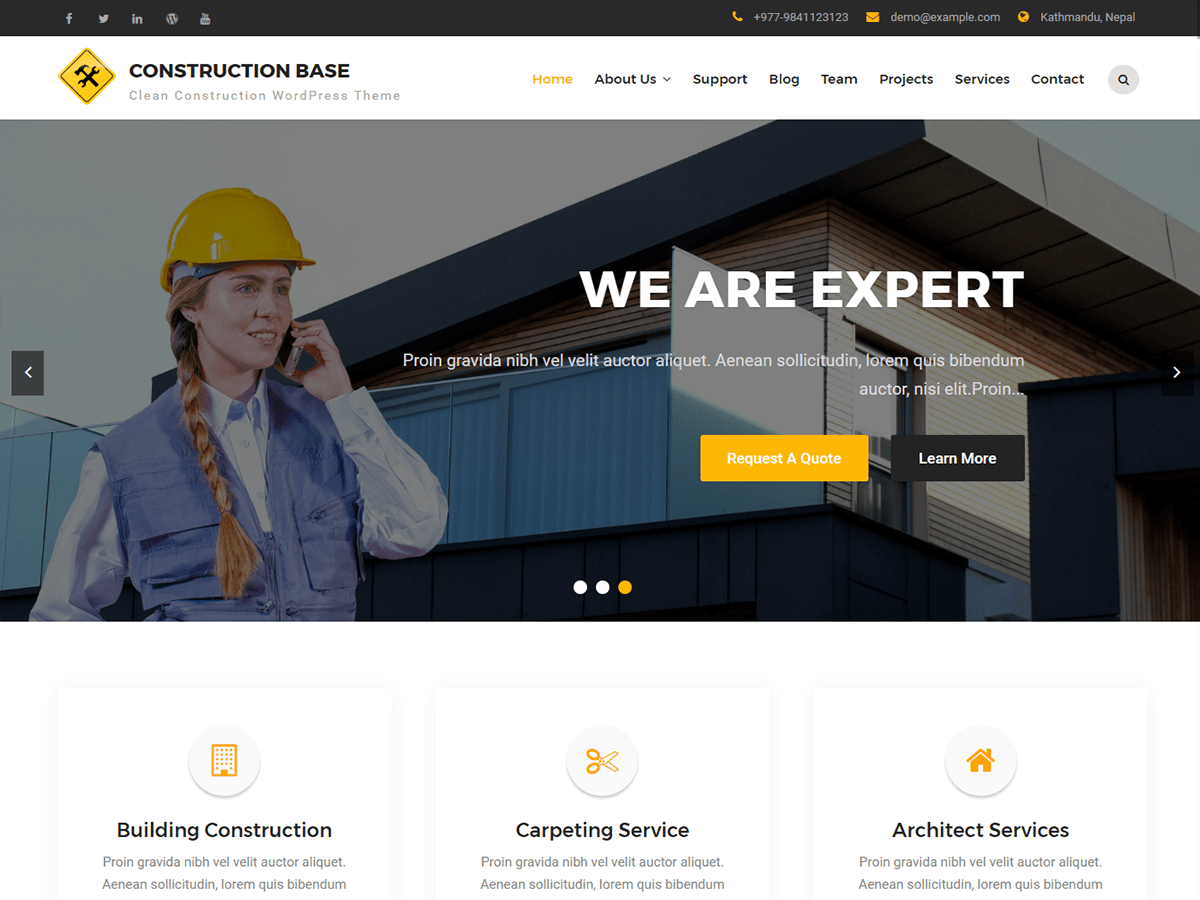 +977-9841123123 demo@example.com Kathmandu, Nepal
CONSTRUCTION BASE
Clean Construction WordPress Theme
Home About Us Support Blog Team Projects Services Contact
WE ARE EXPERT
Proin gravida nibh vel velit auctor aliquet. Aenean sollicitudin, lorem quis bibendum
auctor, nisi elit.Proin...
Request A Quote Learn More
Building Construction
Proin gravida nibh vel velit auctor aliquet.
Aenean sollicitudin, lorem quis bibendum
Carpeting Service
Proin gravida nibh vel velit auctor aliquet.
Aenean sollicitudin, lorem quis bibendum
Architect Services
Proin gravida nibh vel velit auctor aliquet.
Aenean sollicitudin, lorem quis bibendum